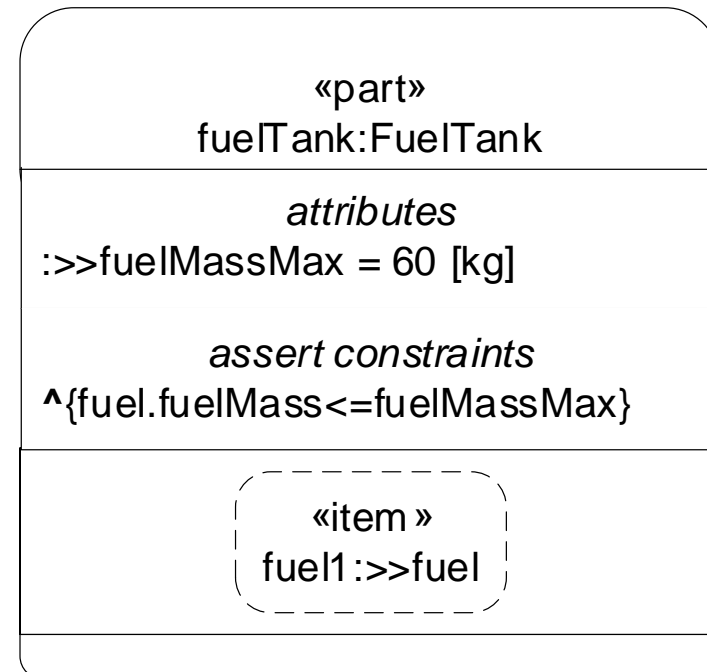 «part»
fuelTank:FuelTank
attributes
:>>fuelMassMax = 60 [kg]
assert constraints
^{fuel.fuelMass<=fuelMassMax}
«item»
fuel1:>>fuel